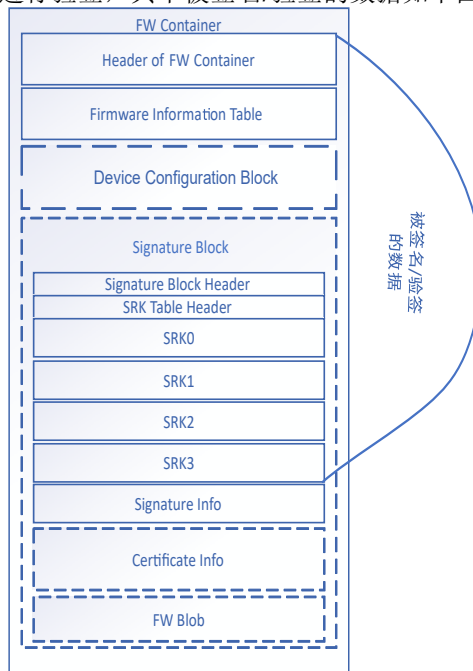 FW Container
Header of FW Container
Firmware Information Table
Device Configuration Block
Signature Block
Signature Block Header
SRK Table Header
SRK0
SRK1
SRK2
SRK3
Signature Info
Certificate Info
FW Blob
被签名/验签
的数据